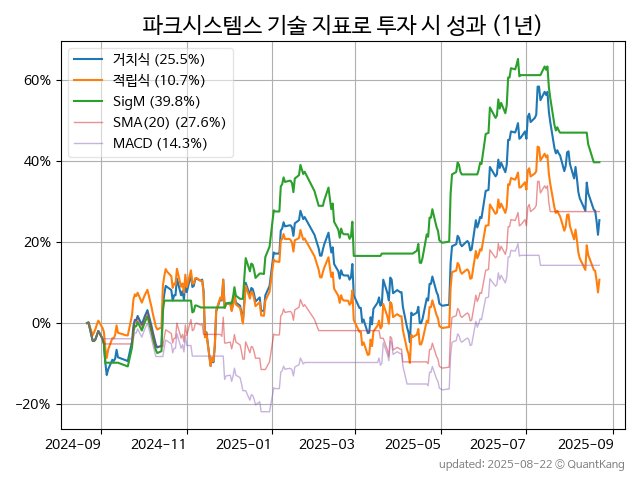 파크시스템스 기술 지표로 투자 시 성과 (1년)
거치식 (25.5%)
적립식 (10.7%)
SigM (39.8%)
SMA(20) (27.6%)
MACD (14.3%)
60%
40%
20%
0%
−20%
2024-09 2024-11 2025-01 2025-03 2025-05 2025-07 2025-09
updated: 2025-08-22 © QuantKang